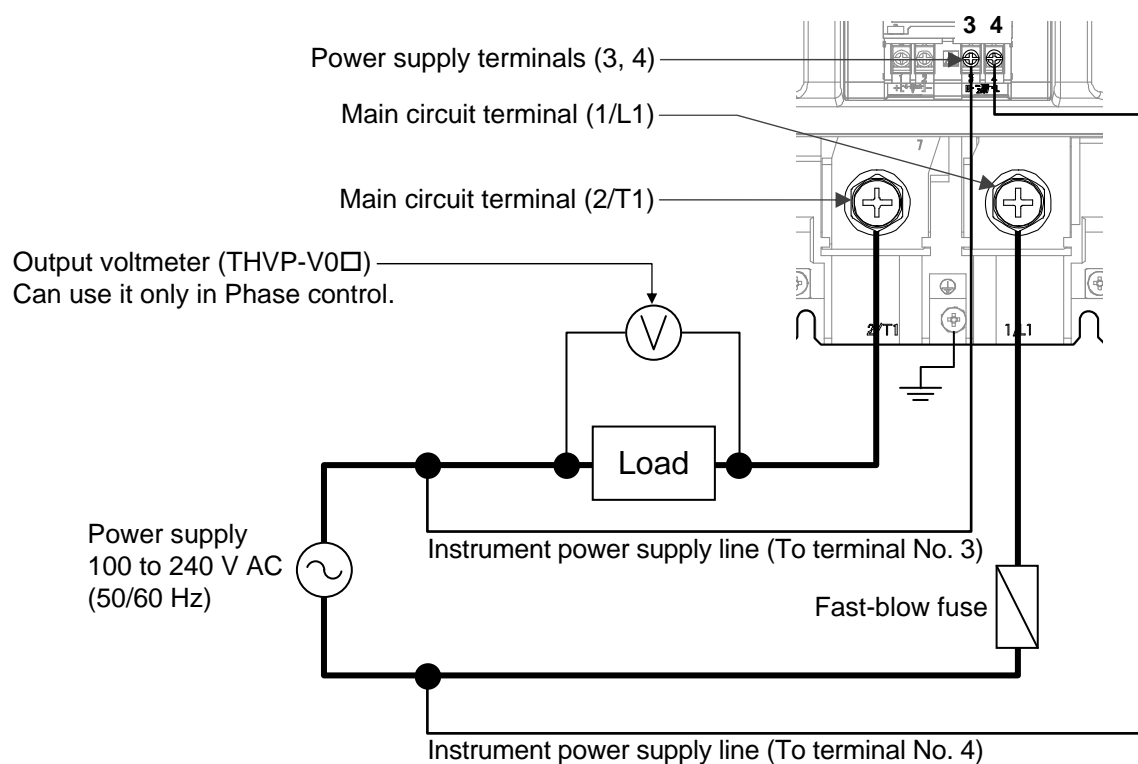 3 4
Power supply terminals (3, 4)
Main circuit terminal (1/L1)
7
Main circuit terminal (2/T1)
Output voltmeter (THVP-V0□)
Can use it only in Phase control.
V
2/T1
1/L1
Load
Power supply
100 to 240 V AC
(50/60 Hz)
Instrument power supply line (To terminal No. 3)
Fast-blow fuse
Instrument power supply line (To terminal No. 4)